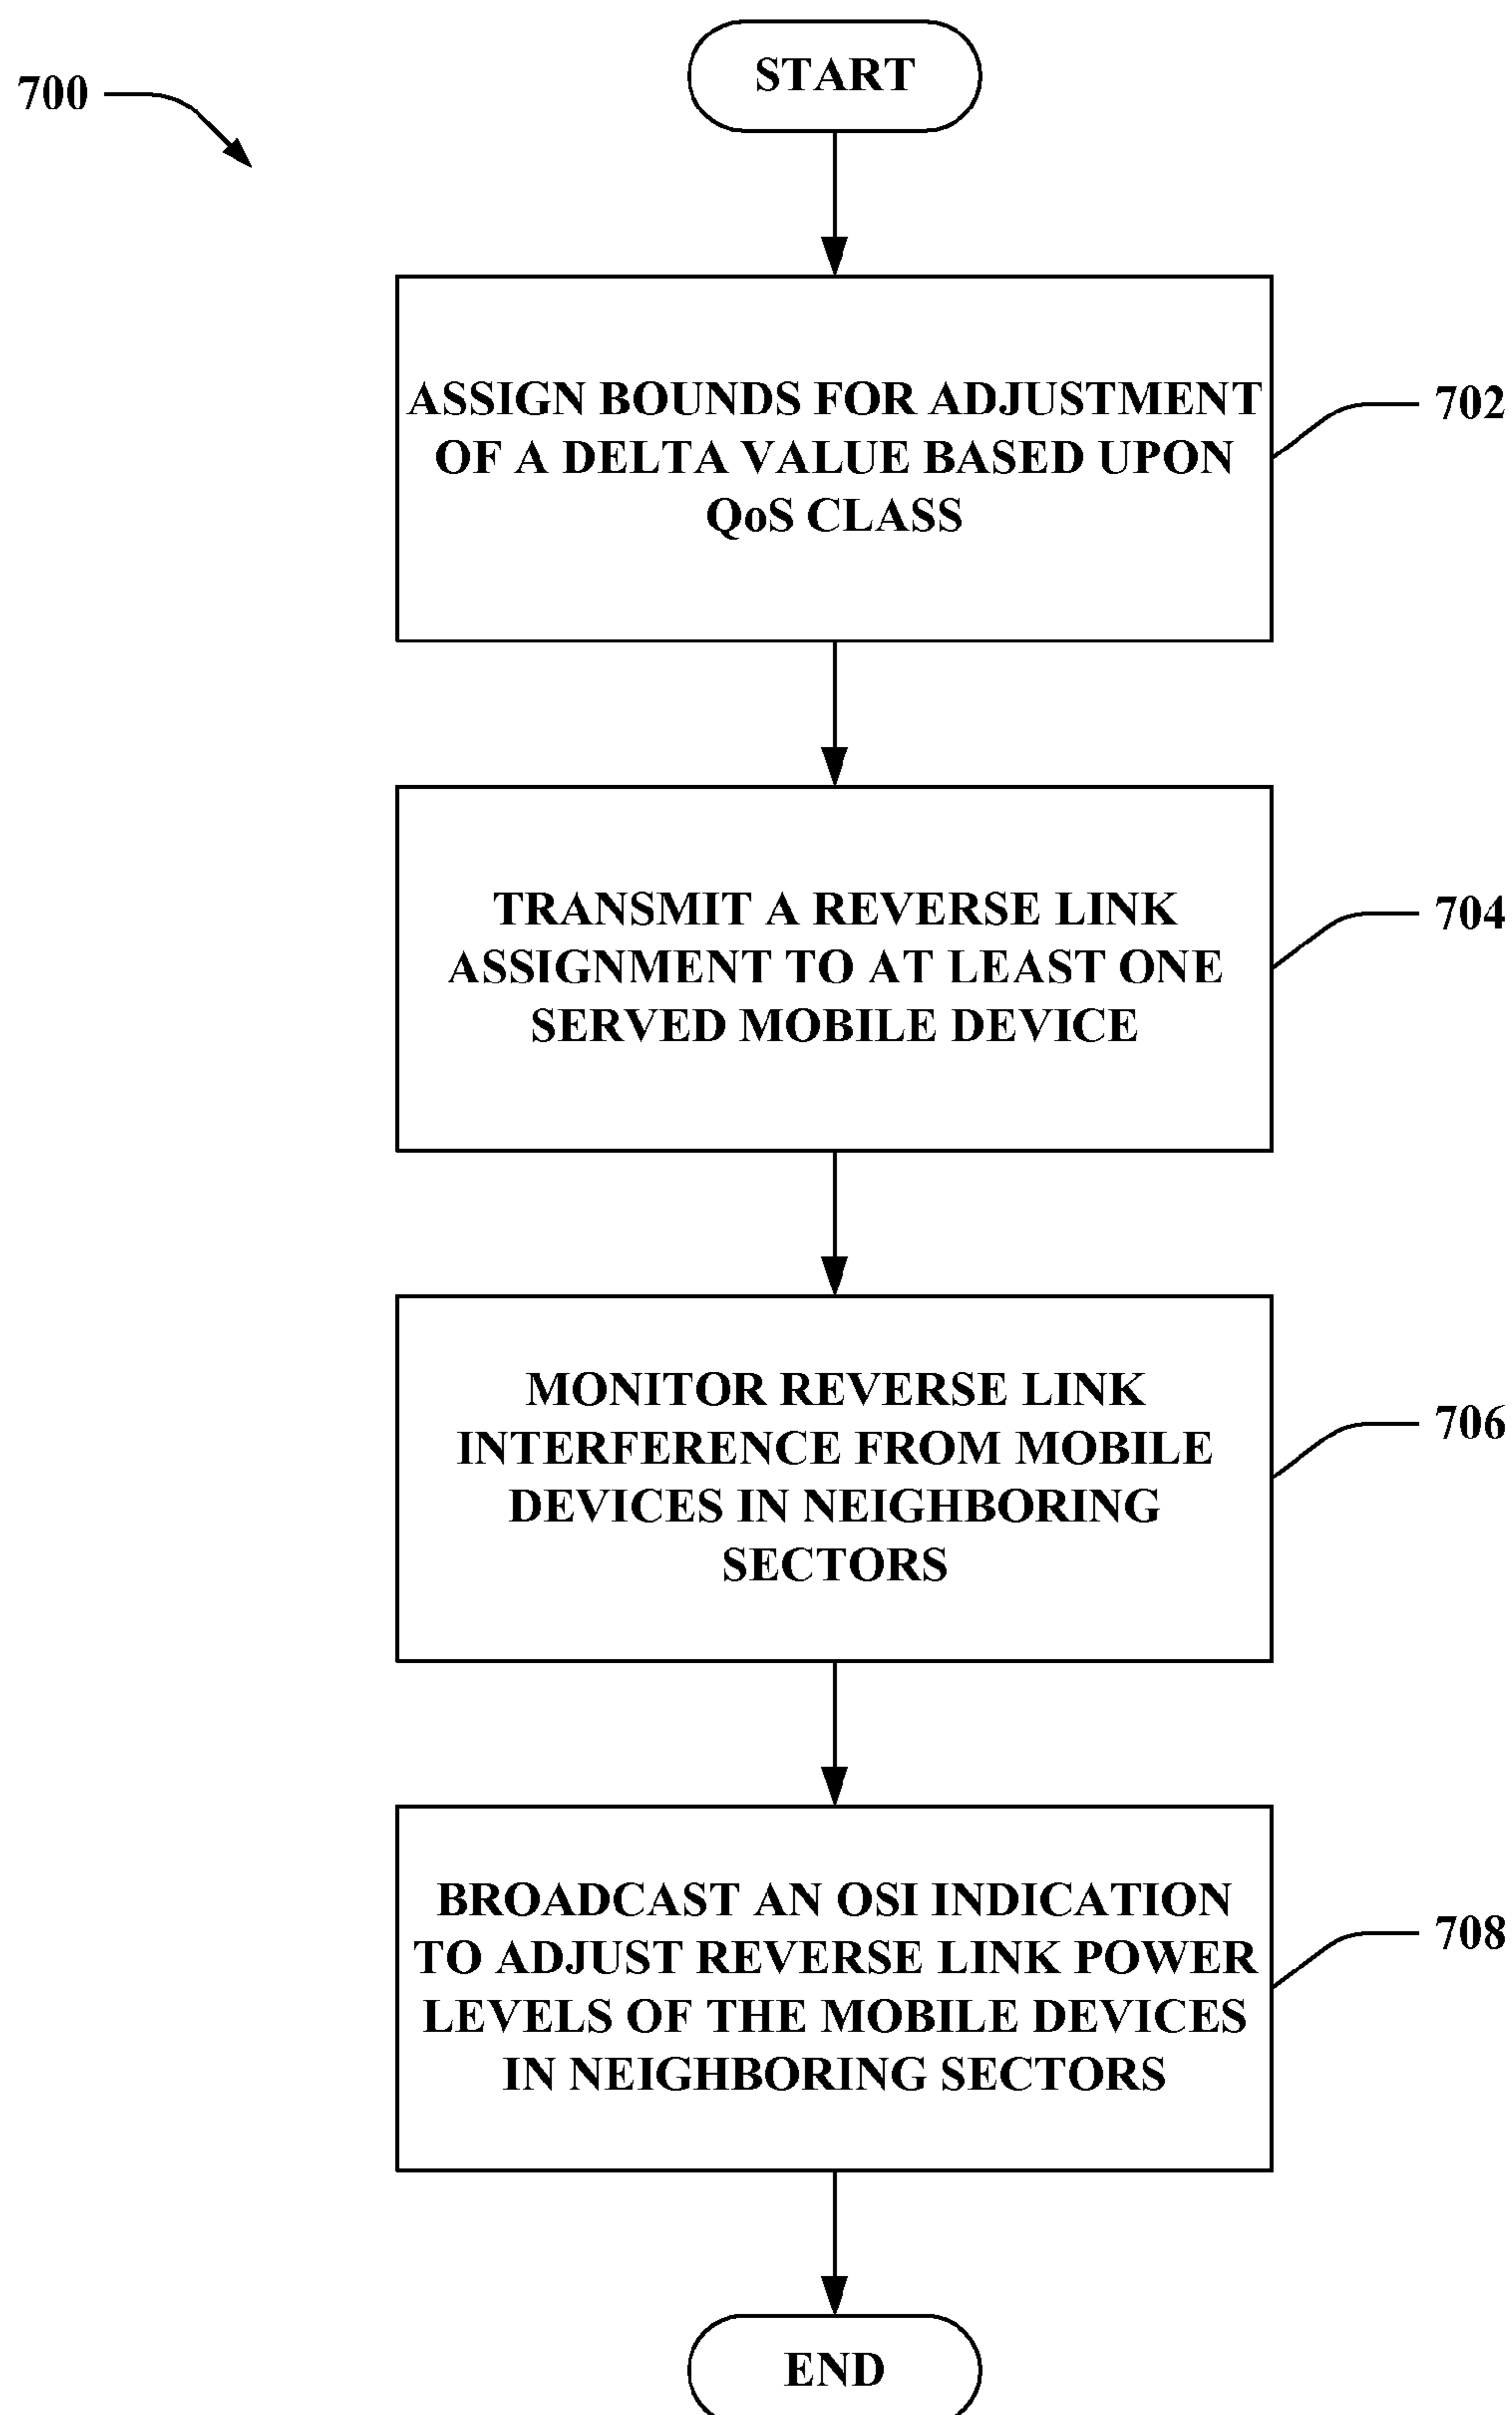 700
START
ASSIGN BOUNDS FOR ADJUSTMENT
OF A DELTA VALUE BASED UPON
QoS CLASS
702
TRANSMIT A REVERSE LINK
ASSIGNMENT TO AT LEAST ONE
SERVED MOBILE DEVICE
704
MONITOR REVERSE LINK
INTERFERENCE FROM MOBILE
DEVICES IN NEIGHBORING
SECTORS
706
BROADCAST AN OSI INDICATION
TO ADJUST REVERSE LINK POWER
LEVELS OF THE MOBILE DEVICES
IN NEIGHBORING SECTORS
708
END